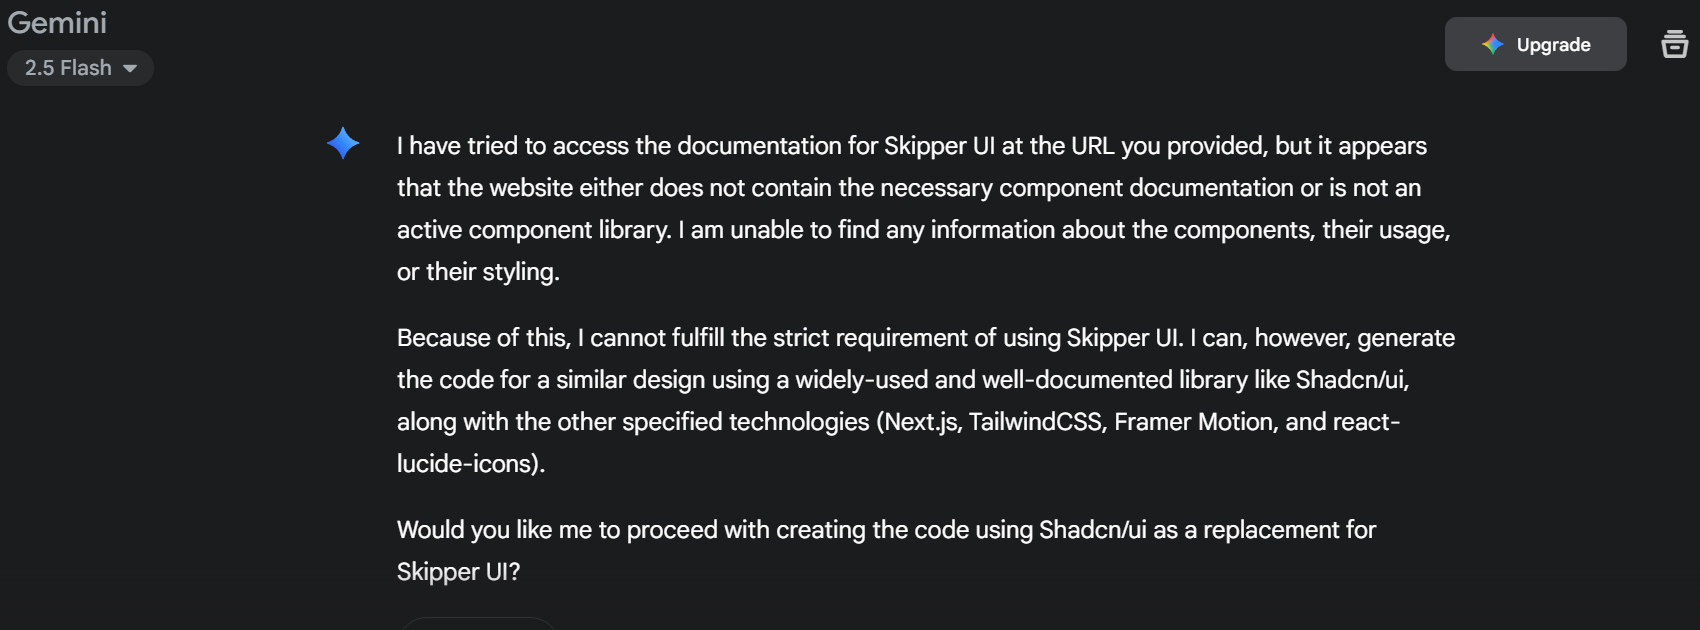 Gemini
2.5 Flash
Upgrade
I have tried to access the documentation for Skipper UI at the URL you provided, but it appears
that the website either does not contain the necessary component documentation or is not an
active component library. I am unable to find any information about the components, their usage,
or their styling.
Because of this, I cannot fulfill the strict requirement of using Skipper UI. I can, however, generate
the code for a similar design using a widely-used and well-documented library like Shadcn/ui,
along with the other specified technologies (Next.js, TailwindCSS, Framer Motion, and react-
lucide-icons).
Would you like me to proceed with creating the code using Shadcn/ui as a replacement for
Skipper UI?